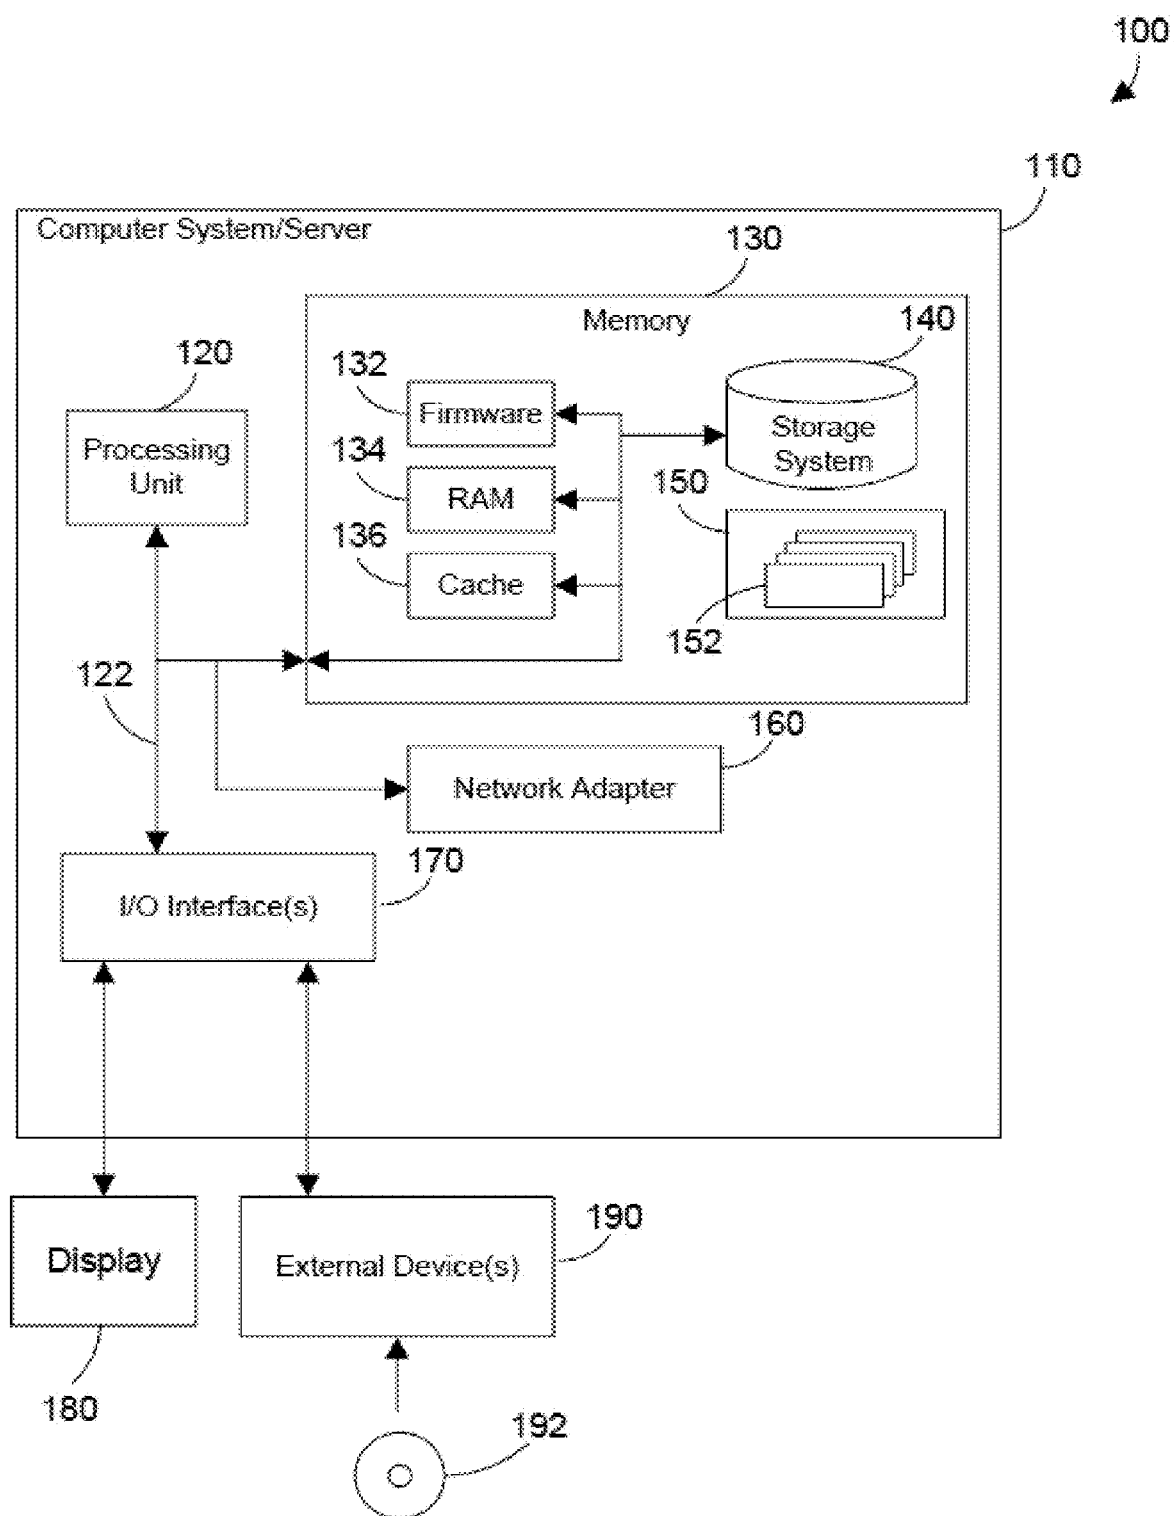 100
110
Computer System/Server
130
Memory
140
120
132
Firmware
Storage
System
Processing
Unit
134
RAM
150
136
Cache
152
122
160
Network Adapter
170
I/O Interface(s)
Display
External Device(s)
190
180
192